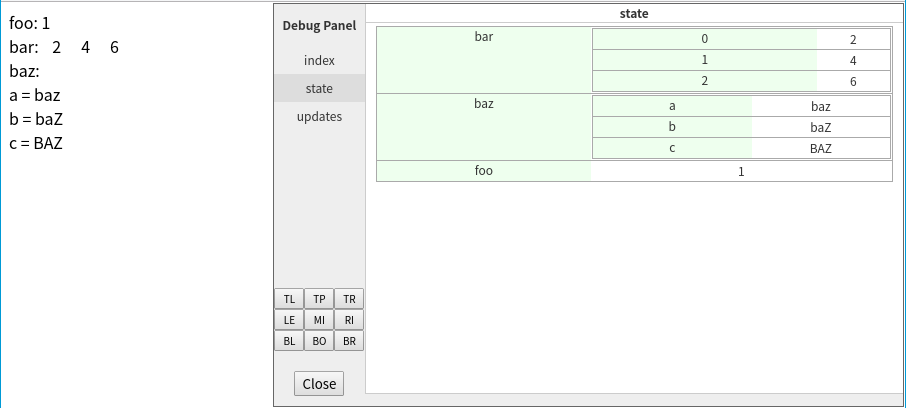 foo: 1
bar: 2 4 6
baz:
a = baz
b = baZ
c = BAZ
Debug Panel
index
state
updates
TL TP TR
LE MI RI
BL BO BR
Close
state
bar
0 2
1 4
2 6
baz
a baz
b baZ
c BAZ
foo 1